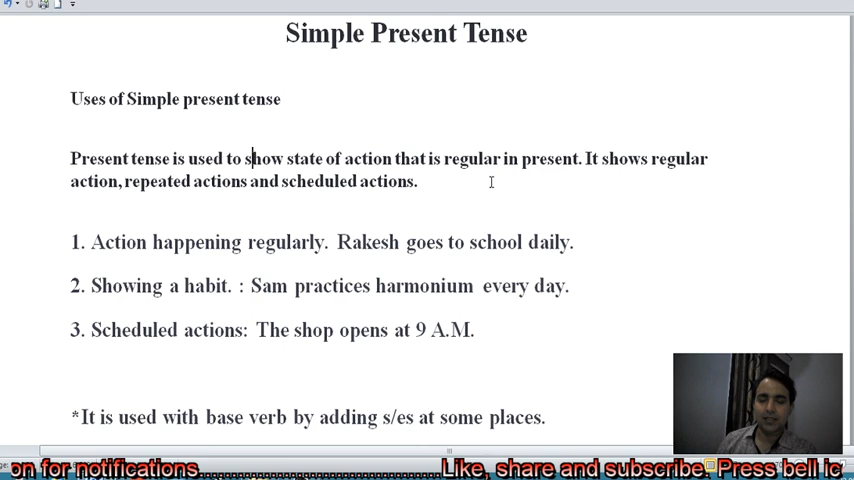 Simple Present Tense
Uses of Simple present tense
Present tense is used to show state of action that is regular in present. It shows regular
action, repeated actions and scheduled actions.
1. Action happening regularly. Rakesh goes to school daily.
2. Showing a habit. : Sam practices harmonium every day.
3. Scheduled actions: The shop opens at 9 A.M.
*It is used with base verb by adding s/es at some places.
on for notifications.........................................................Like, share and subscribe. Press bell ic